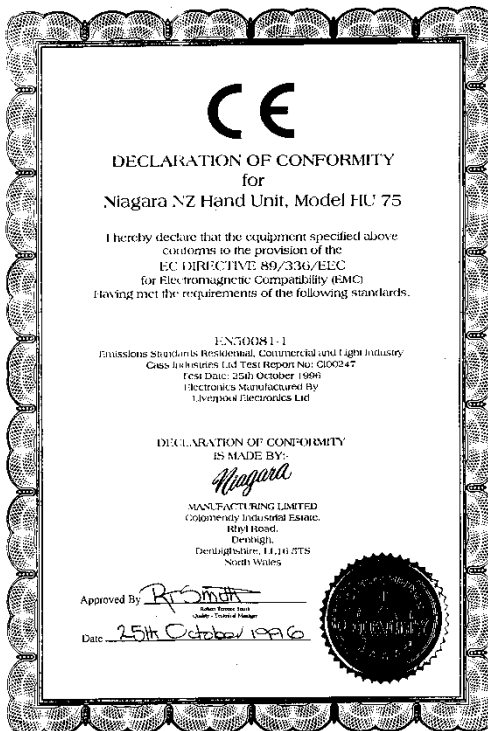 CE
DECLARATION OF CONFORMITY
for
Niagara NZ Hand Unit, Model HU 75
I hereby declare that the equipment specified above
conforms to the provision of the
EC DIRECTIVE 89/336/EEC
for Electromagnetic Compatibility (EMC)
Having met the requirements of the following standards.
EN50081-1
Emissions Standards Residential, Commercial and Light Industry
Cass Industries Ltd Test Report No: CI00247
Test Date: 25th October 1996
Electronics Manufactured By
Liverpool Electronics Ltd
DECLARATION OF CONFORMITY
IS MADE BY:-
Niagara
MANUFACTURING LIMITED
Colomendy Industrial Estate,
Rhyl Road,
Denbigh,
Denbighshire, LL16 5TS
North Wales
Approved By R T Smith
Quality - Technical Manager
Date 25th October 1996